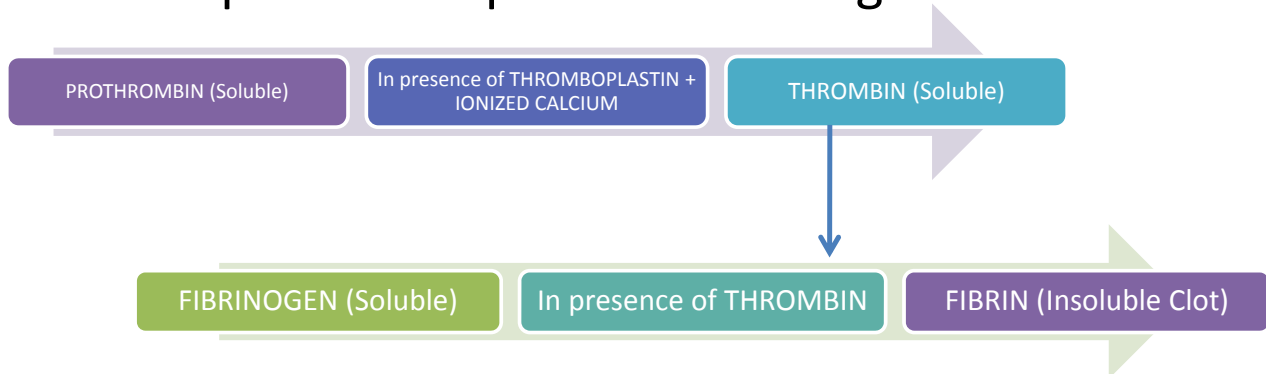 PROTHROMBIN (Soluble)
In presence of THROMBOPLASTIN +
IONIZED CALCIUM
THROMBIN (Soluble)
FIBRINOGEN (Soluble)
In presence of THROMBIN
FIBRIN (Insoluble Clot)